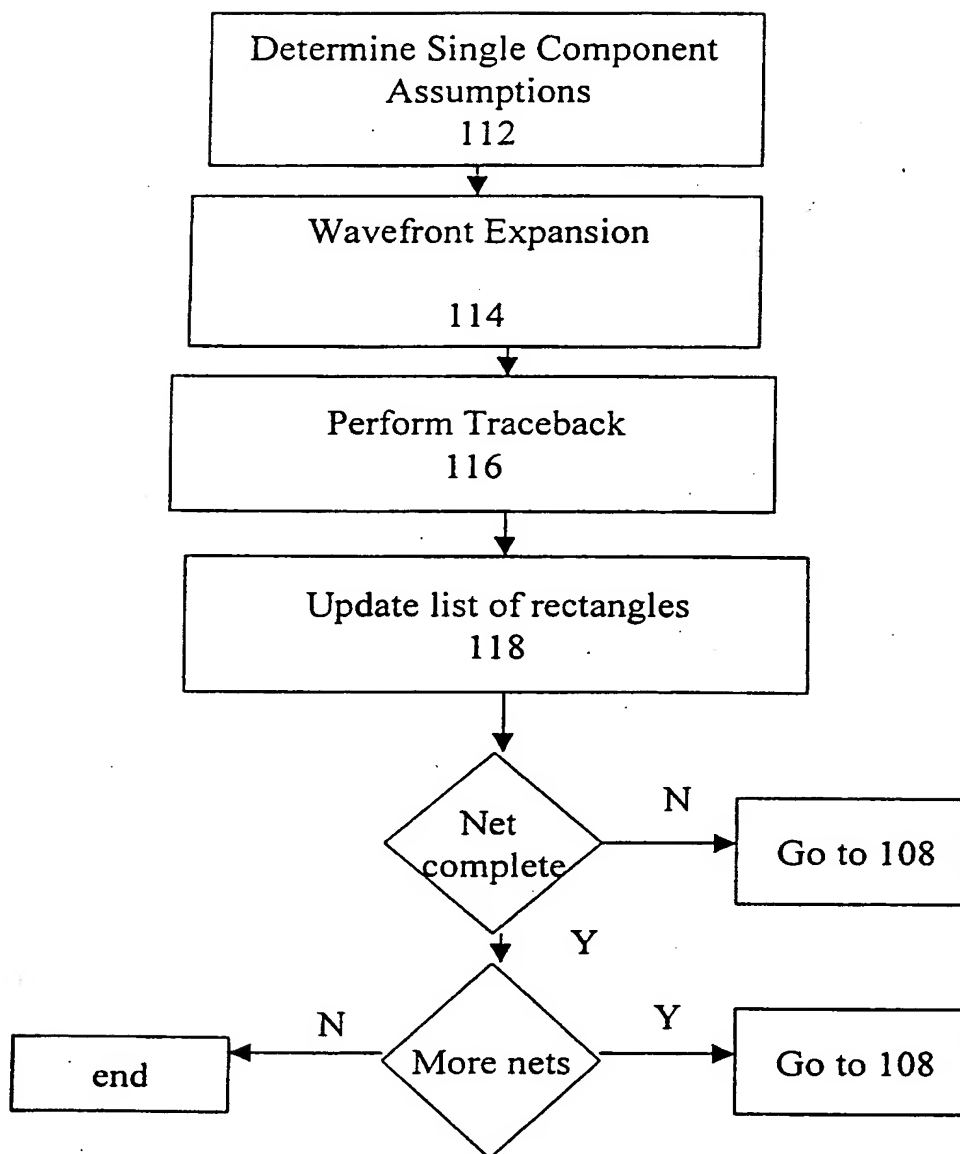 Determine Single Component
Assumptions
112
Wavefront Expansion
114
Perform Traceback
116
Update list of rectangles
118
Net
complete
N
Go to 108
Y
More nets
N
end
Y
Go to 108